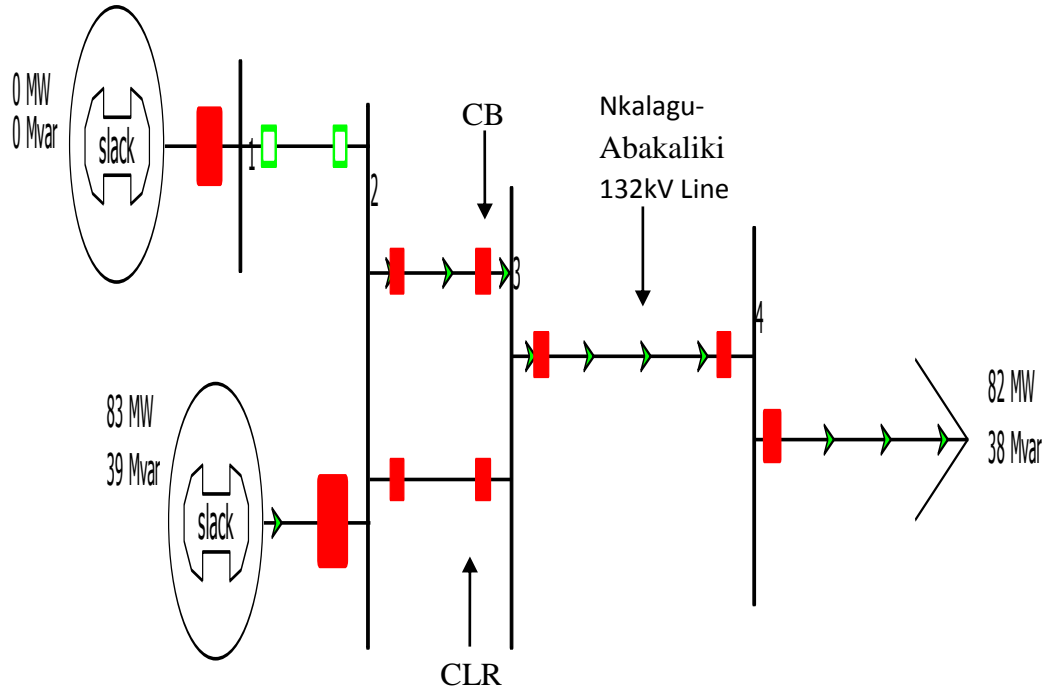 0 MW
0 Mvar
slack
1
2
CB
3
Nkalagu-
Abakaliki
132kV Line
4
83 MW
39 Mvar
slack
82 MW
38 Mvar
CLR